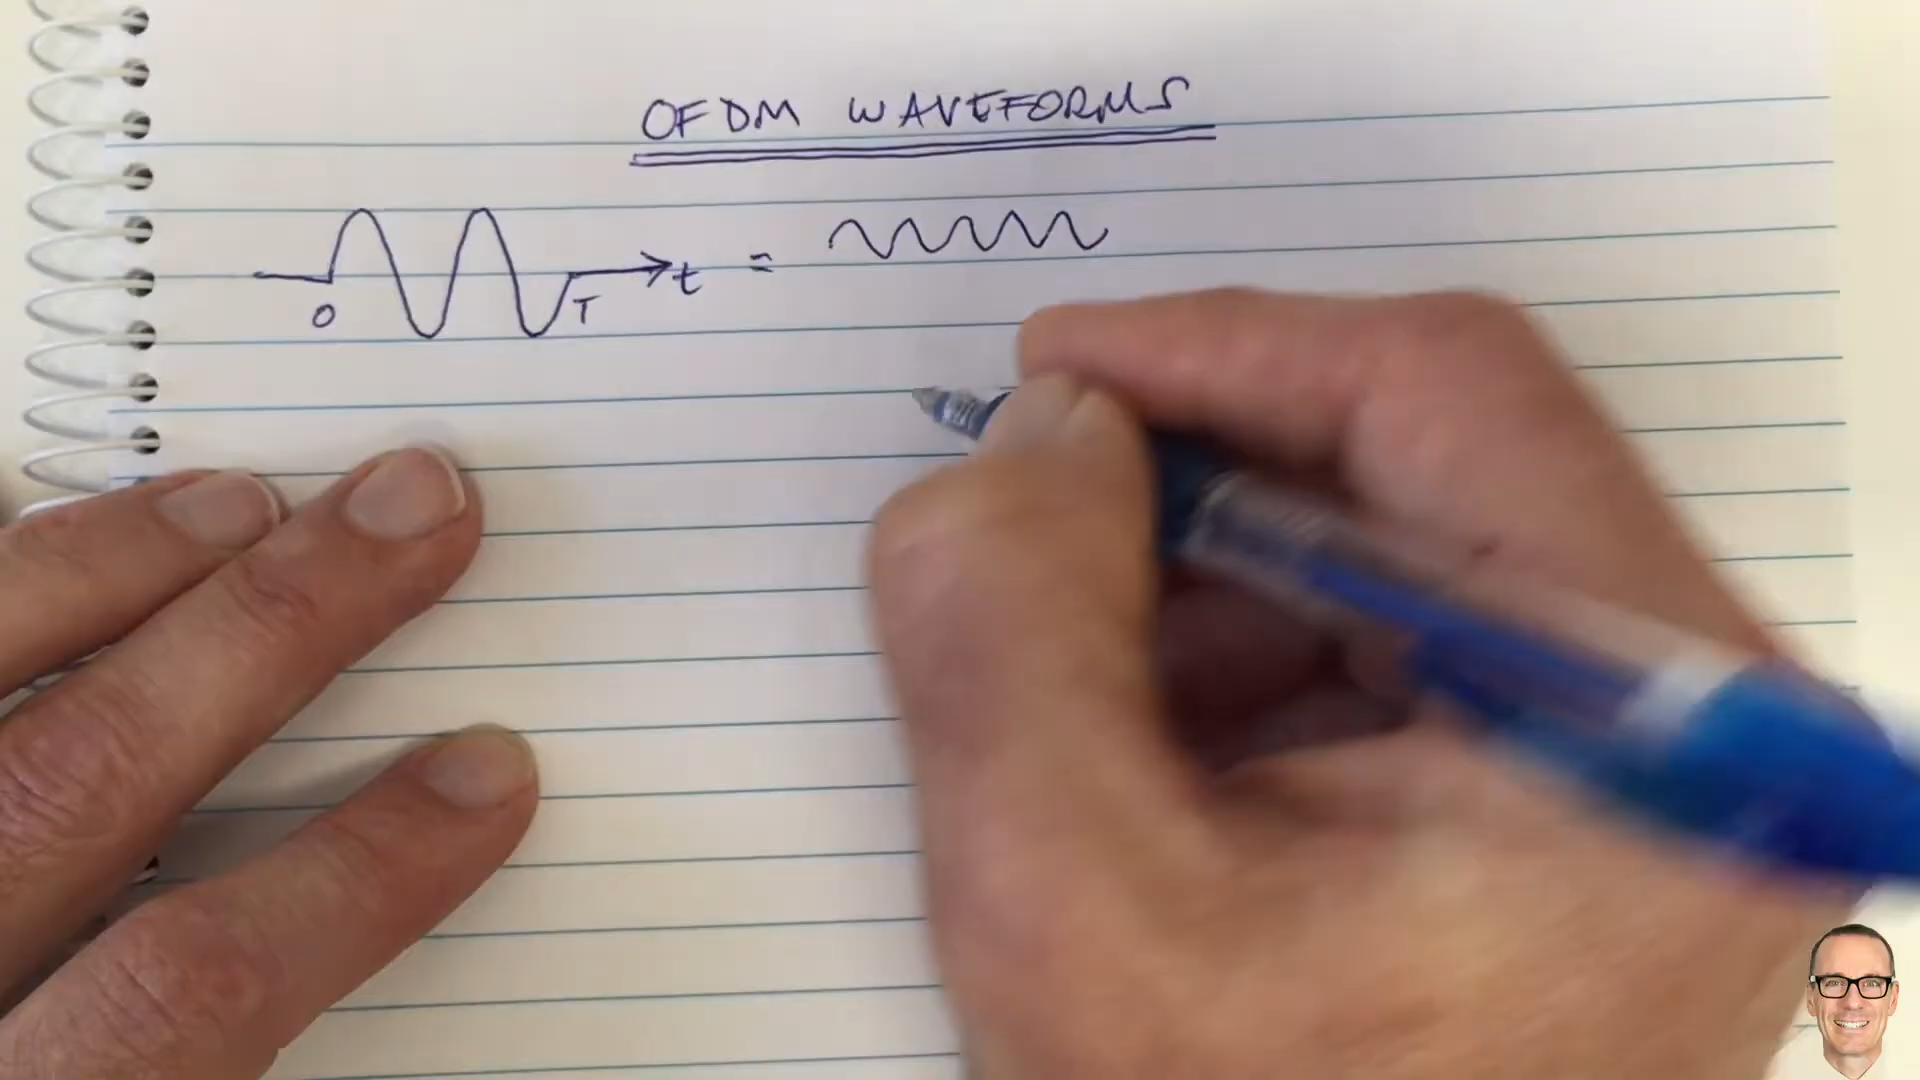 OFDM WAVEFORMS
t =
0 T